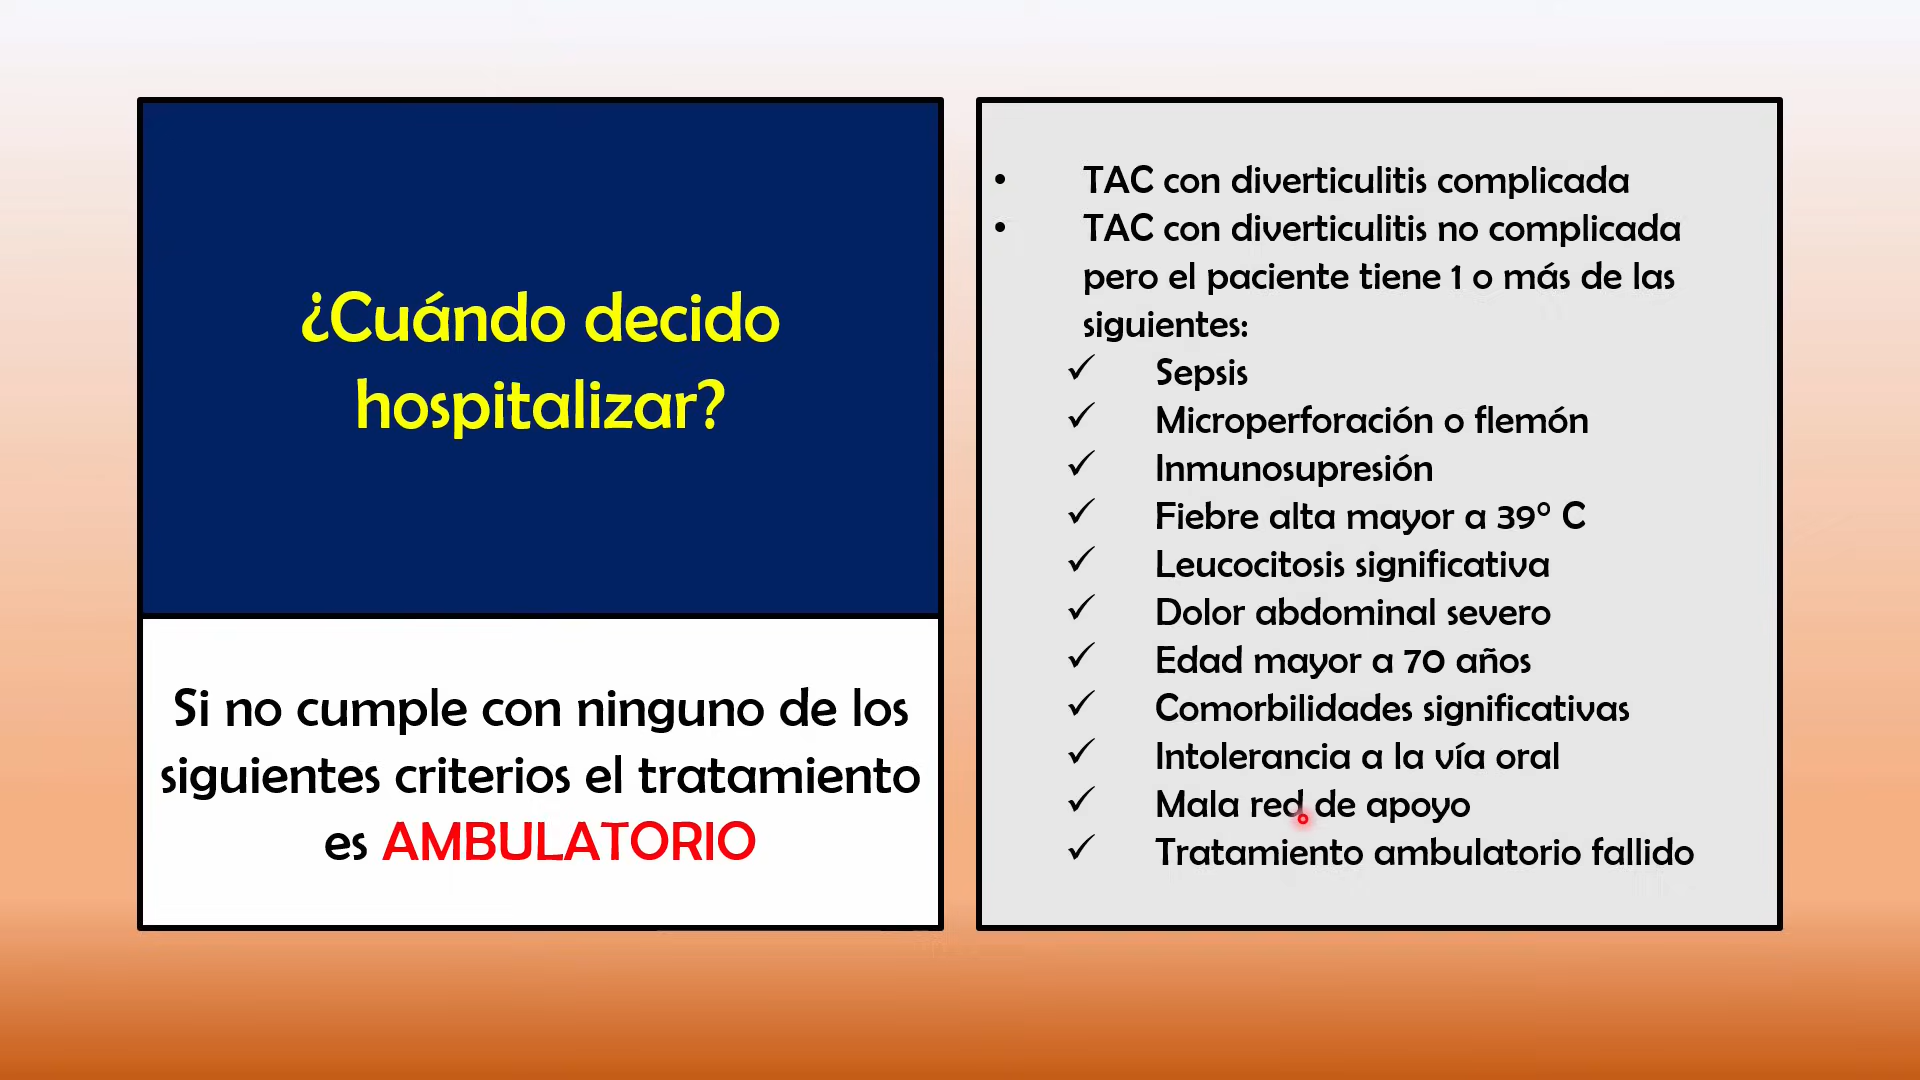 ¿Cuándo decido
hospitalizar?
Si no cumple con ninguno de los
siguientes criterios el tratamiento
es AMBULATORIO
• TAC con diverticulitis complicada
• TAC con diverticulitis no complicada
pero el paciente tiene 1 o más de las
siguientes:
✓ Sepsis
✓ Microperforación o flemón
✓ Inmunosupresión
✓ Fiebre alta mayor a 39° C
✓ Leucocitosis significativa
✓ Dolor abdominal severo
✓ Edad mayor a 70 años
✓ Comorbilidades significativas
✓ Intolerancia a la vía oral
✓ Mala red de apoyo
✓ Tratamiento ambulatorio fallido